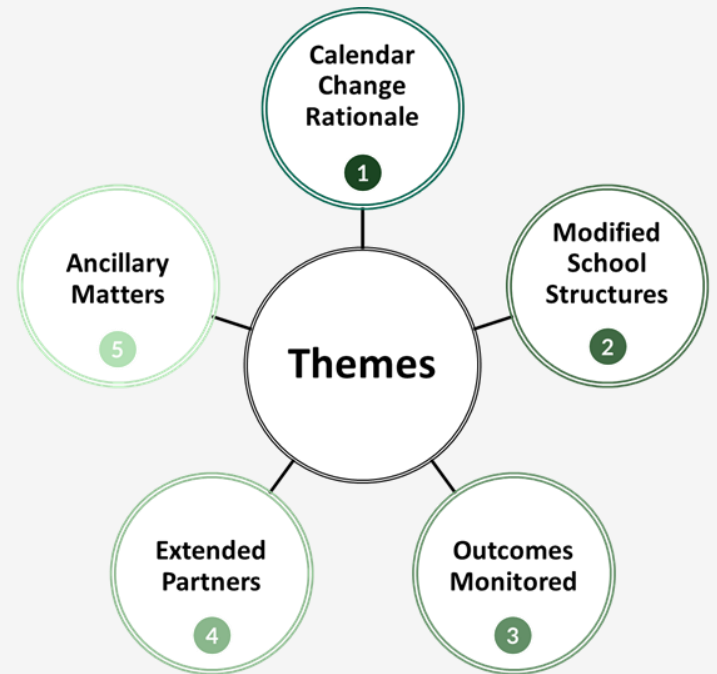 Calendar
Change
Rationale
1
Modified
School
Structures
2
Outcomes
Monitored
3
Extended
Partners
4
Ancillary
Matters
5
Themes